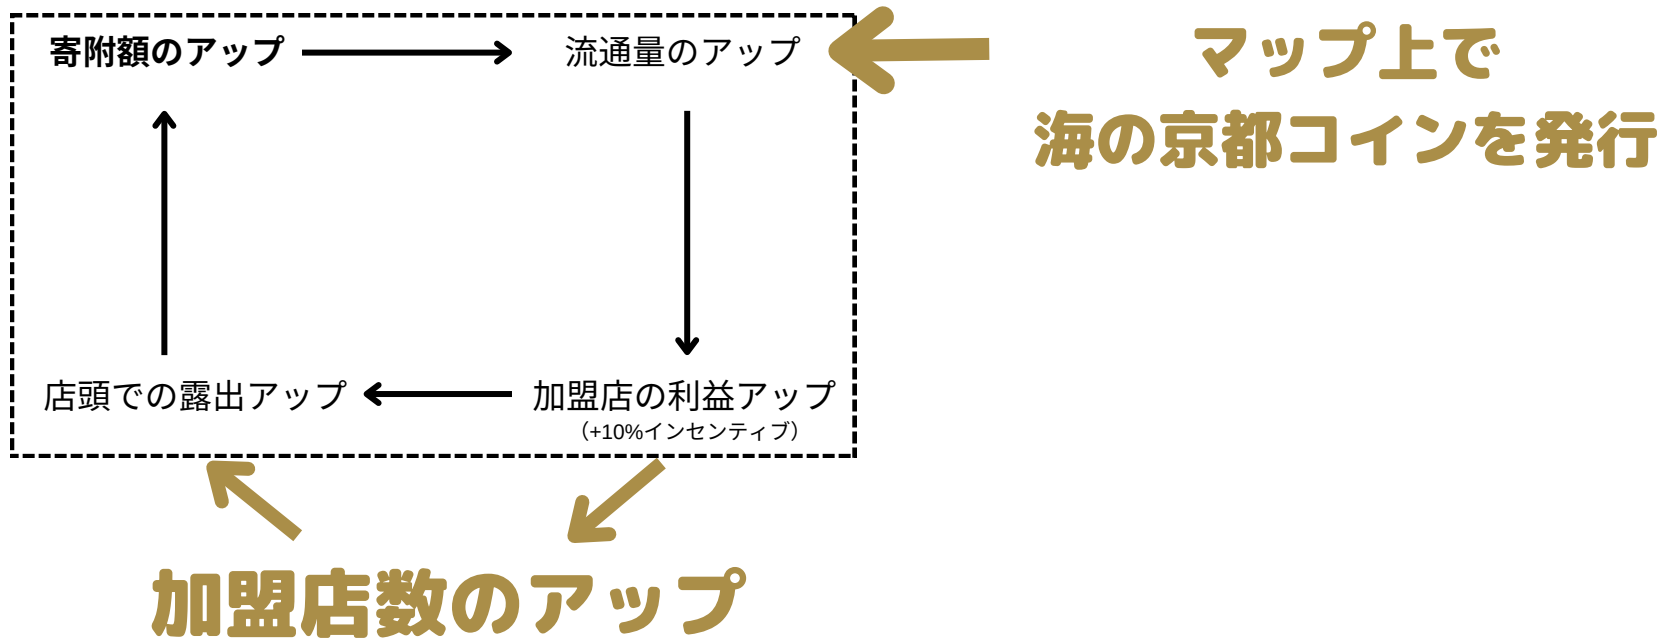 寄附額のアップ
流通量のアップ
マップ上で
海の京都コインを発行
店頭での露出アップ
加盟店の利益アップ
（+10%インセンティブ）
加盟店数のアップ